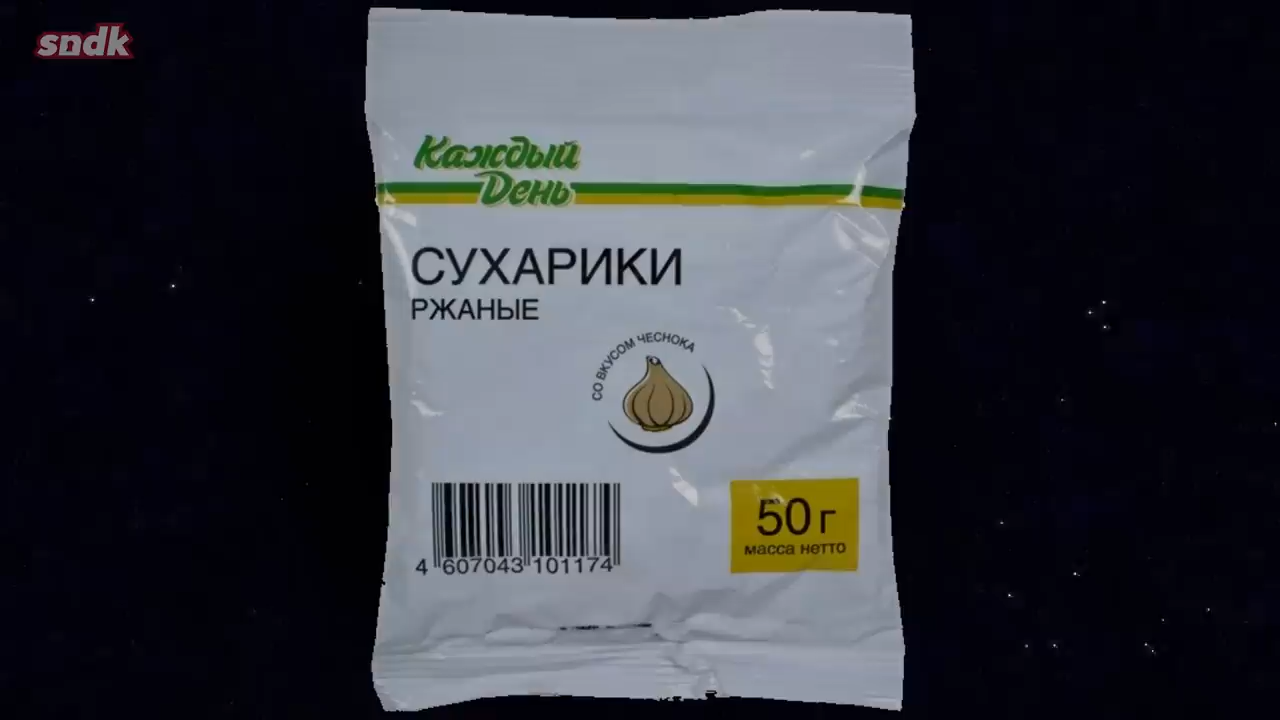 sndk
Каждый
День
СУХАРИКИ
РЖАНЫЕ
СО ВКУСОМ ЧЕСНОКА
4 607043 101174
50 г
масса нетто